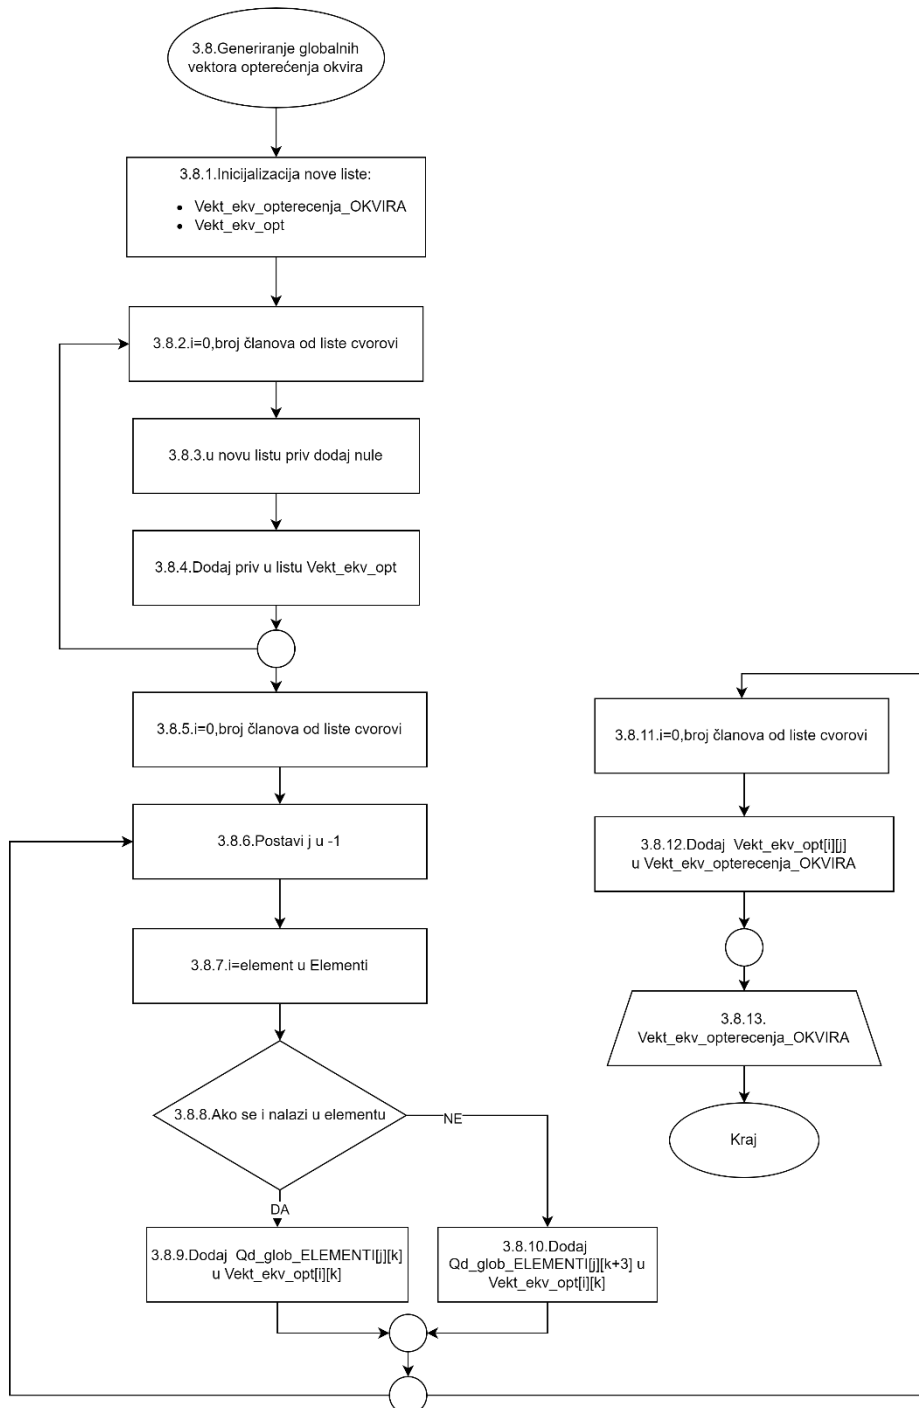 3.8.Generiranje globalnih
vektora opterećenja okvira
3.8.1.Inicijalizacija nove liste:
• Vekt_ekv_opterecenja_OKVIRA
• Vekt_ekv_opt
3.8.2.i=0,broj članova od liste cvorovi
3.8.3.u novu listu priv dodaj nule
3.8.4.Dodaj priv u listu Vekt_ekv_opt
3.8.5.i=0,broj članova od liste cvorovi
3.8.6.Postavi j u -1
3.8.7.i=element u Elementi
3.8.8.Ako se i nalazi u elementu
NE
DA
3.8.9.Dodaj Qd_glob_ELEMENTI[j][k]
u Vekt_ekv_opt[i][k]
3.8.10.Dodaj
Qd_glob_ELEMENTI[j][k+3] u
Vekt_ekv_opt[i][k]
3.8.11.i=0,broj članova od liste cvorovi
3.8.12.Dodaj Vekt_ekv_opt[i][j]
u Vekt_ekv_opterecenja_OKVIRA
3.8.13.
Vekt_ekv_opterecenja_OKVIRA
Kraj